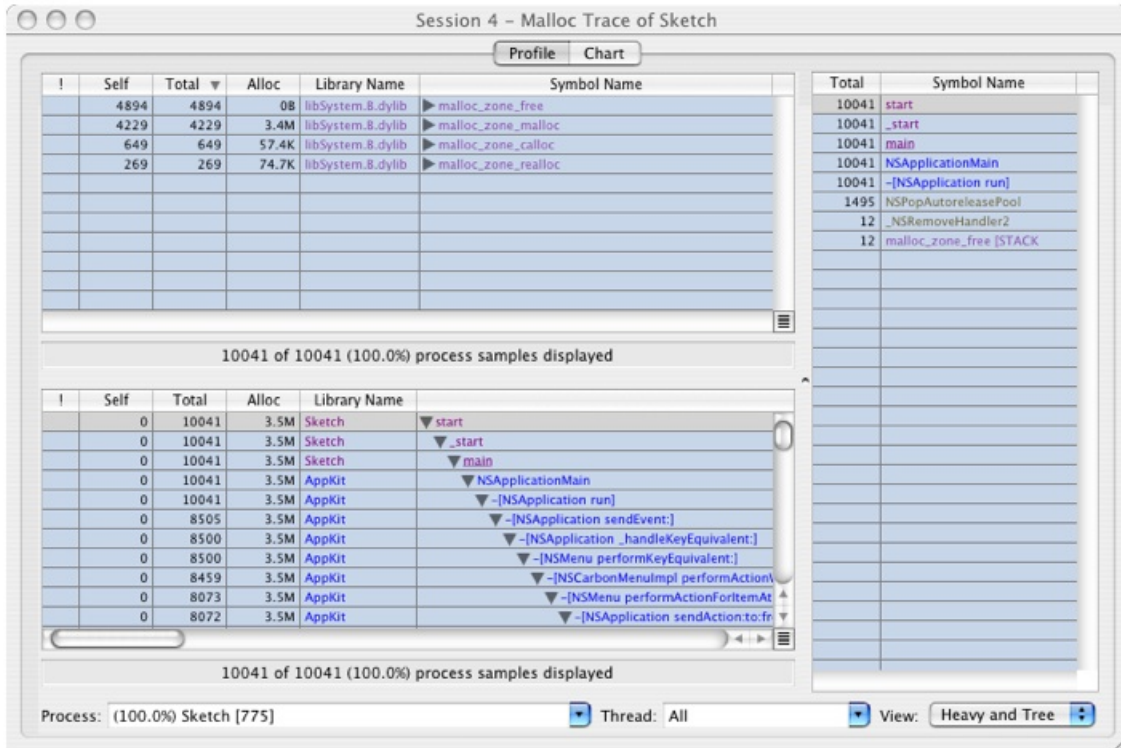 Session 4 – Malloc Trace of Sketch
Profile Chart
! Self Total Alloc Library Name Symbol Name
4894 4894 0B libSystem.B.dylib malloc_zone_free
4229 4229 3.4M libSystem.B.dylib malloc_zone_malloc
649 649 57.4K libSystem.B.dylib malloc_zone_calloc
269 269 74.7K libSystem.B.dylib malloc_zone_realloc
10041 of 10041 (100.0%) process samples displayed
! Self Total Alloc Library Name
0 10041 3.5M Sketch start
0 10041 3.5M Sketch _start
0 10041 3.5M Sketch main
0 10041 3.5M AppKit NSApplicationMain
0 10041 3.5M AppKit -[NSApplication run]
0 8505 3.5M AppKit -[NSApplication sendEvent:]
0 8500 3.5M AppKit -[NSApplication _handleKeyEquivalent:]
0 8500 3.5M AppKit -[NSMenu performKeyEquivalent:]
0 8459 3.5M AppKit -[NSCarbonMenuImpl performActionW
0 8073 3.5M AppKit -[NSMenu performActionForItemAt
0 8072 3.5M AppKit -[NSApplication sendAction:to:fr
10041 of 10041 (100.0%) process samples displayed
Total Symbol Name
10041 start
10041 _start
10041 main
10041 NSApplicationMain
10041 -[NSApplication run]
1495 NSPopAutoreleasePool
12 _NSRemoveHandler2
12 malloc_zone_free [STACK
Process: (100.0%) Sketch [775] Thread: All View: Heavy and Tree